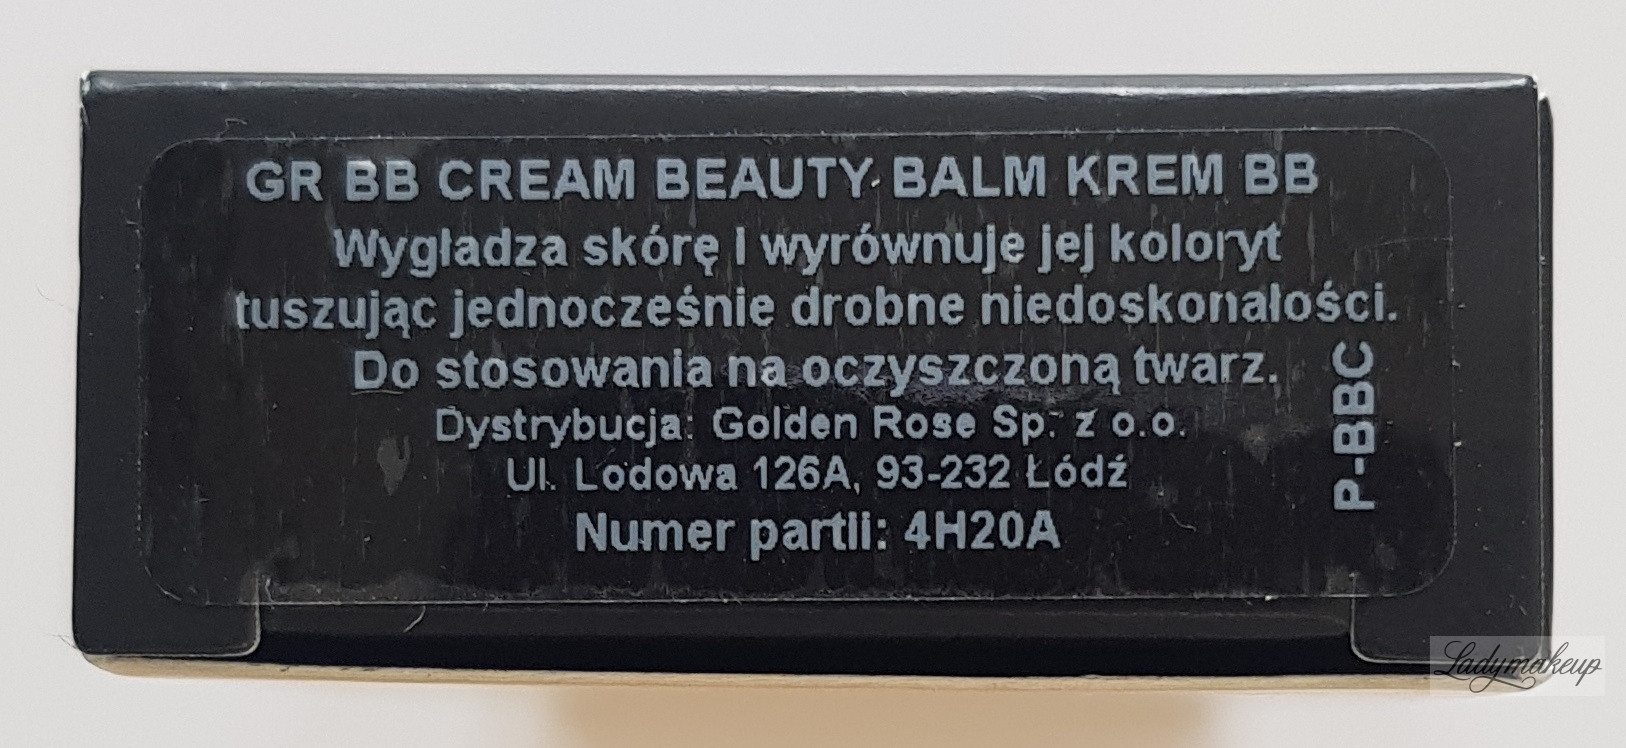 GR BB CREAM BEAUTY BALM KREM BB
Wygładza skórę i wyrównuje jej koloryt
tuszując jednocześnie drobne niedoskonałości.
Do stosowania na oczyszczoną twarz.
Dystrybucja: Golden Rose Sp. z o.o.
Ul. Lodowa 126A, 93-232 Łódź
Numer partii: 4H20A
P-BBC
Ladymakeup